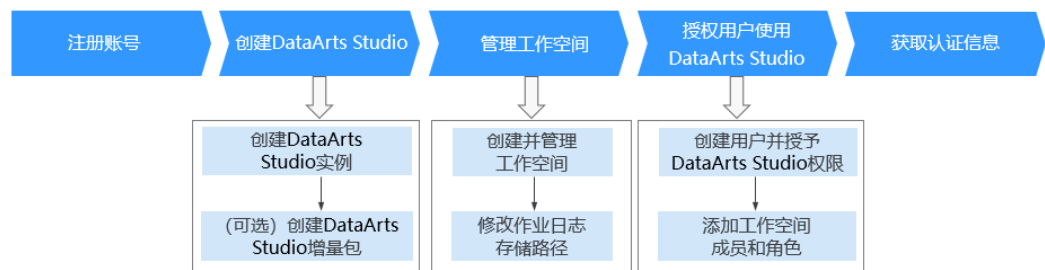 注册账号
创建DataArts Studio
管理工作空间
授权用户使用
DataArts Studio
获取认证信息
创建DataArts
Studio实例
(可选) 创建DataArts
Studio增量包
创建并管理
工作空间
修改作业日志
存储路径
创建用户并授予
DataArts Studio权限
添加工作空间
成员和角色